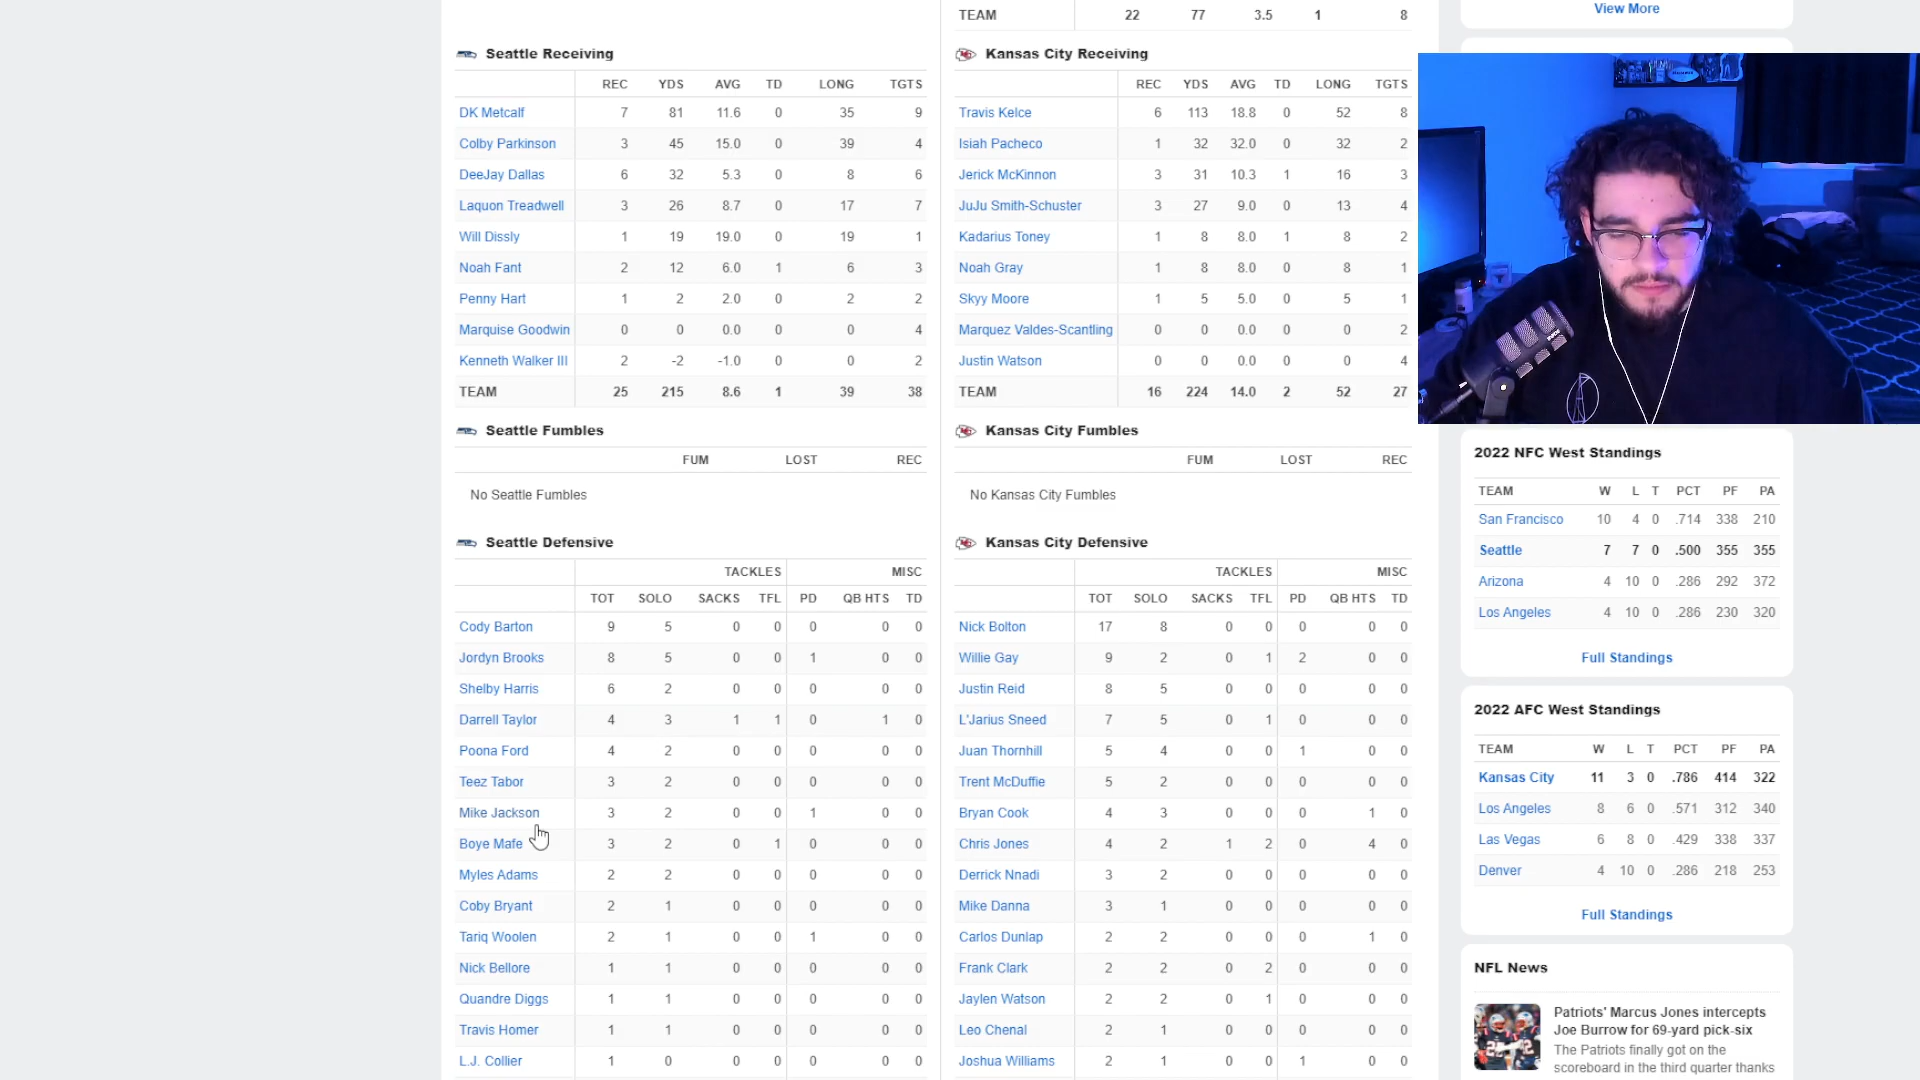 TEAM 22 77 3.5 1 8
View More
Seattle Receiving
REC YDS AVG TD LONG TGTS
DK Metcalf 7 81 11.6 0 35 9
Colby Parkinson 3 45 15.0 0 39 4
DeeJay Dallas 6 32 5.3 0 8 6
Laquon Treadwell 3 26 8.7 0 17 7
Will Dissly 1 19 19.0 0 19 1
Noah Fant 2 12 6.0 1 6 3
Penny Hart 1 2 2.0 0 2 2
Marquise Goodwin 0 0 0.0 0 0 4
Kenneth Walker III 2 -2 -1.0 0 0 2
TEAM 25 215 8.6 1 39 38
Kansas City Receiving
REC YDS AVG TD LONG TGTS
Travis Kelce 6 113 18.8 0 52 8
Isiah Pacheco 1 32 32.0 0 32 2
Jerick McKinnon 3 31 10.3 1 16 3
JuJu Smith-Schuster 3 27 9.0 0 13 4
Kadarius Toney 1 8 8.0 1 8 2
Noah Gray 1 8 8.0 0 8 1
Skyy Moore 1 5 5.0 0 5 1
Marquez Valdes-Scantling 0 0 0.0 0 0 2
Justin Watson 0 0 0.0 0 0 4
TEAM 16 224 14.0 2 52 27
Seattle Fumbles
FUM LOST REC
No Seattle Fumbles
Kansas City Fumbles
FUM LOST REC
No Kansas City Fumbles
Seattle Defensive
TACKLES MISC
TOT SOLO SACKS TFL PD QB HTS TD
Cody Barton 9 5 0 0 0 0 0
Jordyn Brooks 8 5 0 0 1 0 0
Shelby Harris 6 2 0 0 0 0 0
Darrell Taylor 4 3 1 1 0 1 0
Poona Ford 4 2 0 0 0 0 0
Teez Tabor 3 2 0 0 0 0 0
Mike Jackson 3 2 0 0 1 0 0
Boye Mafe 3 2 0 1 0 0 0
Myles Adams 2 2 0 0 0 0 0
Coby Bryant 2 1 0 0 0 0 0
Tariq Woolen 2 1 0 0 1 0 0
Nick Bellore 1 1 0 0 0 0 0
Quandre Diggs 1 1 0 0 0 0 0
Travis Homer 1 1 0 0 0 0 0
L.J. Collier 1 0 0 0 0 0 0
Kansas City Defensive
TACKLES MISC
TOT SOLO SACKS TFL PD QB HTS TD
Nick Bolton 17 8 0 0 0 0 0
Willie Gay 9 2 0 1 2 0 0
Justin Reid 8 5 0 0 0 0 0
L'Jarius Sneed 7 5 0 1 0 0 0
Juan Thornhill 5 4 0 0 1 0 0
Trent McDuffie 5 2 0 0 0 0 0
Bryan Cook 4 3 0 0 0 1 0
Chris Jones 4 2 1 2 0 4 0
Derrick Nnadi 3 2 0 0 0 0 0
Mike Danna 3 1 0 0 0 0 0
Carlos Dunlap 2 2 0 0 0 1 0
Frank Clark 2 2 0 2 0 0 0
Jaylen Watson 2 2 0 1 0 0 0
Leo Chenal 2 1 0 0 0 0 0
Joshua Williams 2 1 0 0 1 0 0
2022 NFC West Standings
TEAM W L T PCT PF PA
San Francisco 10 4 0 .714 338 210
Seattle 7 7 0 .500 355 355
Arizona 4 10 0 .286 292 372
Los Angeles 4 10 0 .286 230 320
Full Standings
2022 AFC West Standings
TEAM W L T PCT PF PA
Kansas City 11 3 0 .786 414 322
Los Angeles 8 6 0 .571 312 340
Las Vegas 6 8 0 .429 338 337
Denver 4 10 0 .286 218 253
Full Standings
NFL News
Patriots' Marcus Jones intercepts
Joe Burrow for 69-yard pick-six
The Patriots finally got on the
scoreboard in the third quarter thanks